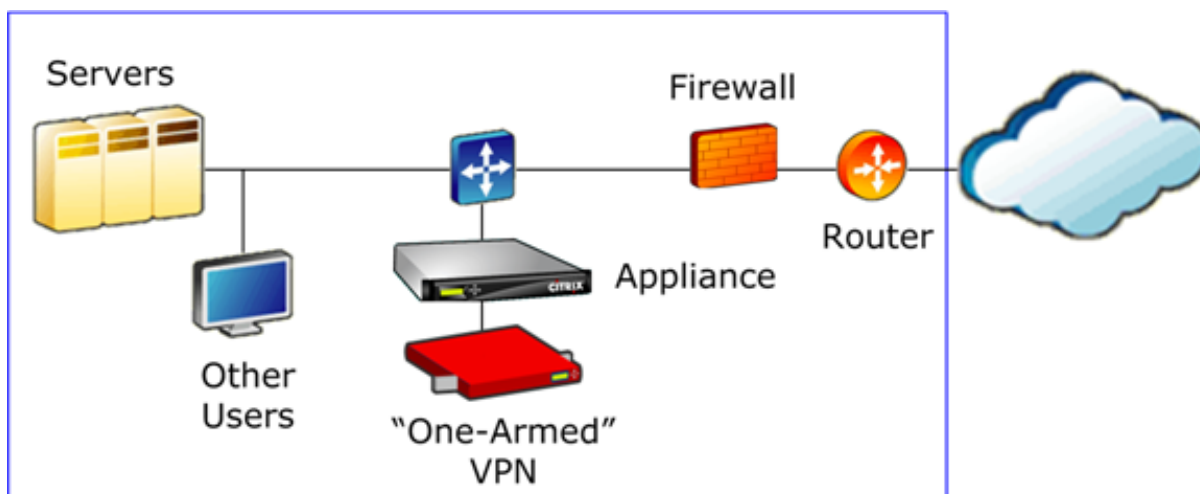 Servers
Firewall
Router
CITRIX
Appliance
Other
Users
“One-Armed”
VPN